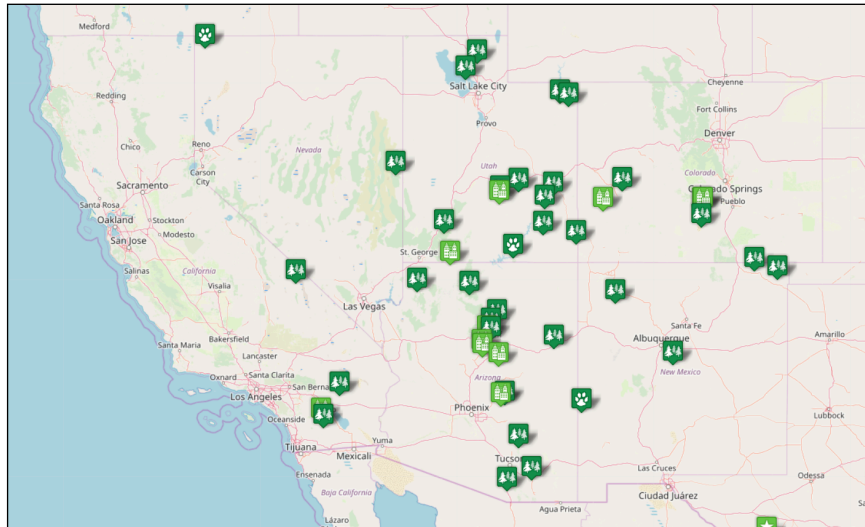 Medford
Cheyenne
Salt Lake City
Redding
Fort Collins
Provo
Denver
Chico
Reno
Nevada
Utah
Carson
City
Colorado
Sacramento
Colorado Springs
Santa Rosa
Pueblo
Oakland
Stockton
San Jose
Modesto
St. George
Salinas
California
Visalia
Las Vegas
Santa Fe
Bakersfield
Albuquerque
Amarillo
Santa Maria
Lancaster
Oxnard
Santa Clarita
New Mexico
San Berna
Arizona
Los Angeles
Phoenix
Lubbock
Oceanside
Yuma
Tijuana
Mexicali
Tucson
Las Cruces
Ensenada
Odessa
Ciudad Juárez
Baja California
Agua Prieta
Lázaro